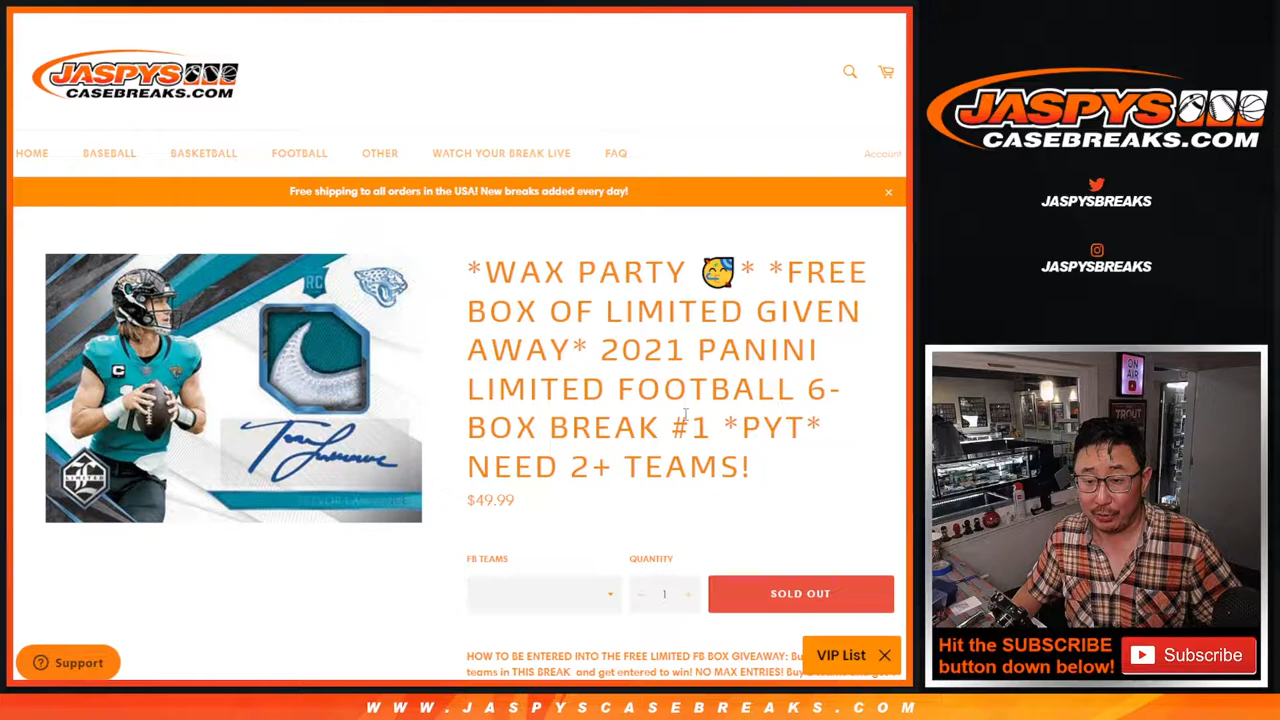 JASPYS
CASEBREAKS.COM
HOME BASEBALL BASKETBALL FOOTBALL OTHER WATCH YOUR BREAK LIVE FAQ Account
Free shipping to all orders in the USA! New breaks added every day! ×
*WAX PARTY 🥳* *FREE
BOX OF LIMITED GIVEN
AWAY* 2021 PANINI
LIMITED FOOTBALL 6-
BOX BREAK #1 *PYT*
NEED 2+ TEAMS!
$49.99
FB TEAMS QUANTITY
− 1 + SOLD OUT
HOW TO BE ENTERED INTO THE FREE LIMITED FB BOX GIVEAWAY:
teams in THIS BREAK and get entered to win! NO MAX ENTRIES!
RC
C
LIMITED
Support
VIP List ×
JASPYS
CASEBREAKS.COM
JASPYSBREAKS
JASPYSBREAKS
ON
AIR
TROUT
Hit the SUBSCRIBE
button down below!
Subscribe
WWW.JASPYSCASEBREAKS.COM